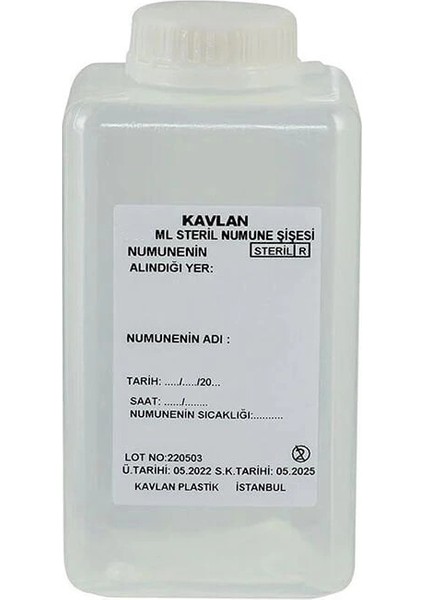 KAVLAN
ML STERIL NUMUNE ŞİŞESİ
NUMUNENİN STERİL R
ALINDIĞI YER:
NUMUNENİN ADI :
TARİH: ...../...../20...
SAAT: ....../........
NUMUNENİN SICAKLIĞI:..........
LOT NO:220503
2
Ü.TARİHİ: 05.2022 S.K.TARİHİ: 05.2025
KAVLAN PLASTİK İSTANBUL